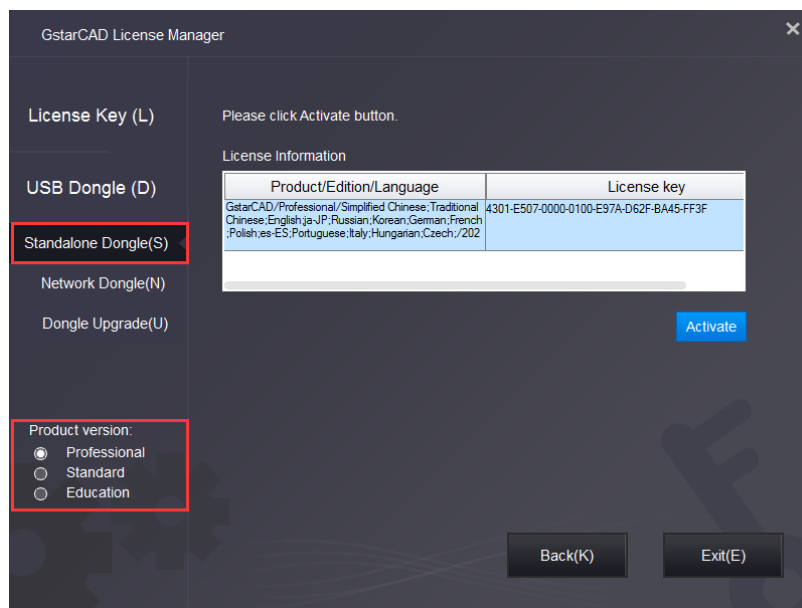 GstarCAD License Manager
License Key (L)
USB Dongle (D)
Standalone Dongle(S)
Network Dongle(N)
Dongle Upgrade(U)
Product version:
Professional
Standard
Education
Please click Activate button.
License Information
Product/Edition/Language License key
GstarCAD/Professional/Simplified Chinese;Traditional
Chinese;English;ja-JP;Russian;Korean;German;French
;Polish;es-ES;Portuguese;Italy;Hungarian;Czech;/202
4301-E507-0000-0100-E97A-D62F-BA45-FF3F
Activate
Back(K)
Exit(E)